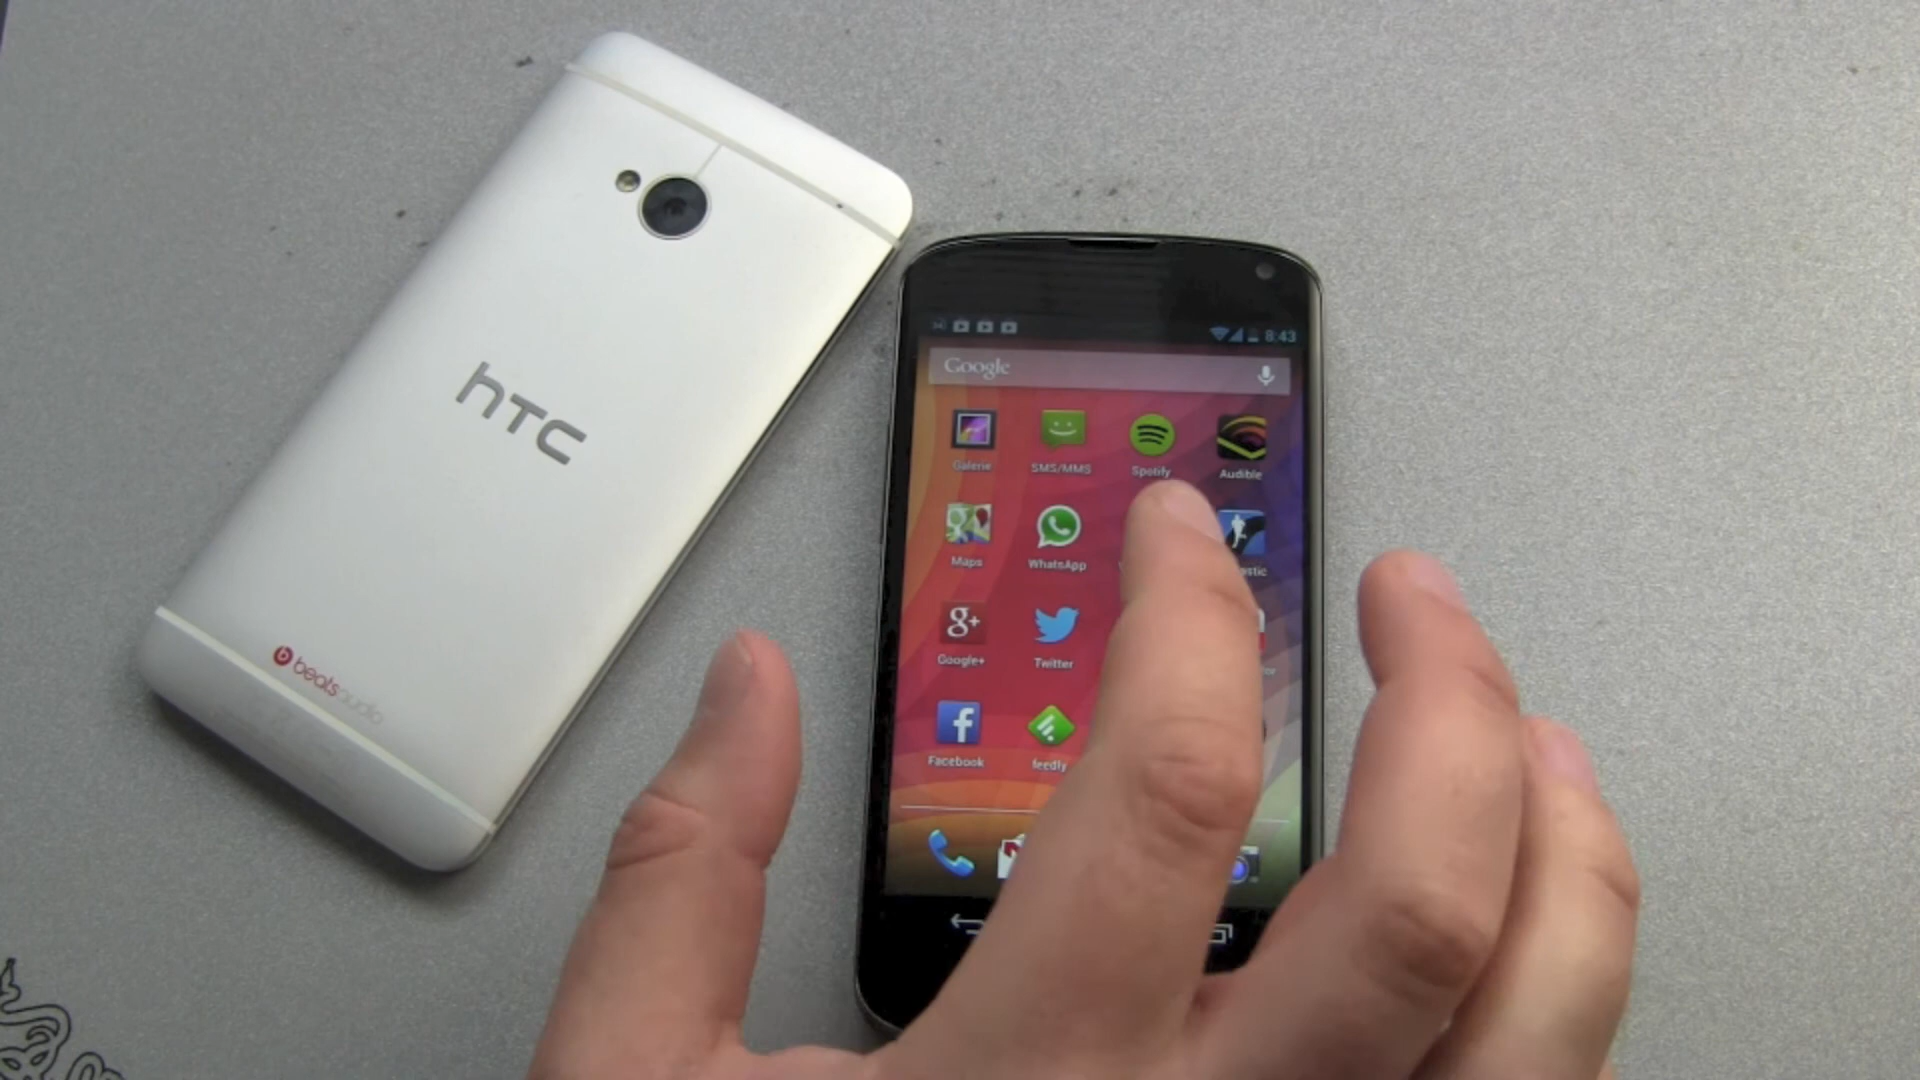 hTC
beatsaudio
8:43
Google
Galerie
SMS/MMS
Spotify
Audible
Maps
WhatsApp
Google+
Twitter
Facebook
feedly